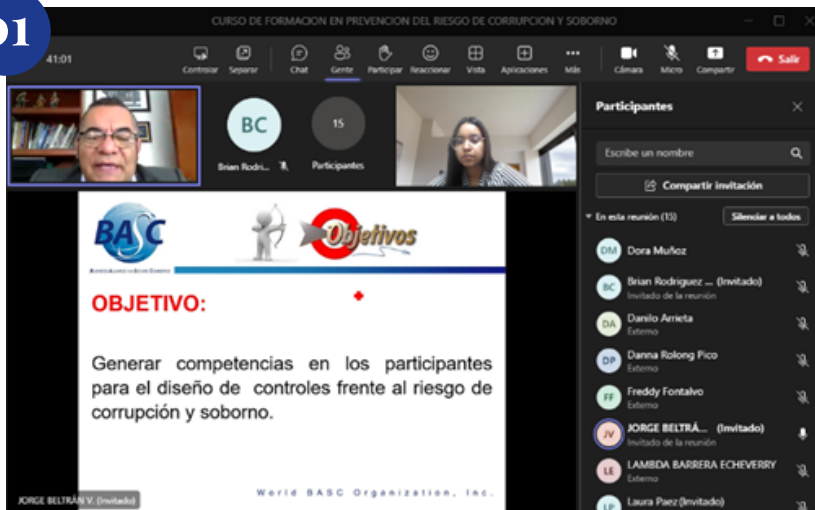 01
CURSO DE FORMACION EN PREVENCION DEL RIESGO DE CORRUPCION Y SOBORNO
41:01
Controlar Separar Chat Gente Participar Reaccionar Vista Aplicaciones Más Cámara Micro Compartir Salir
BC
Brian Rodri...
15
Participantes
BASC
Objetivos
OBJETIVO:
Generar competencias en los participantes
para el diseño de controles frente al riesgo de
corrupción y soborno.
World BASC Organization, Inc.
JORGE BELTRÁN V. (Invitado)
Participantes
Escribe un nombre
Compartir invitación
En esta reunión (15) Silenciar a todos
DM Dora Muñoz
BC Brian Rodriguez ... (Invitado)
Invitado de la reunión
DA Danilo Arrieta
Externo
DP Danna Rolong Pico
Externo
FF Freddy Fontalvo
Externo
JV JORGE BELTRÁ... (Invitado)
Invitado de la reunión
LE LAMBDA BARRERA ECHEVERRY
Externo
LP Laura Paez (Invitado)